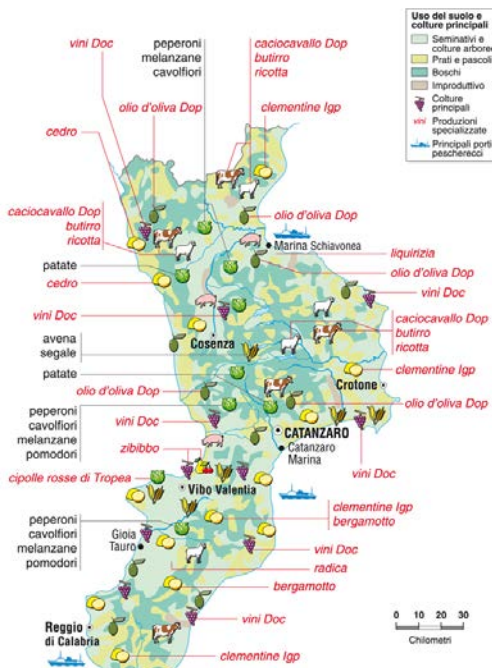 Uso del suolo e
colture principali
Seminativi e
colture arboree
Prati e pascoli
Boschi
Improduttivo
Colture
principali
vini Produzioni
specializzate
Principali porti
pescherecci
vini Doc
peperoni
melanzane
cavolfiori
caciocavallo Dop
butirro
ricotta
olio d'oliva Dop
clementine Igp
cedro
olio d'oliva Dop
caciocavallo Dop
butirro
ricotta
Marina Schiavonea
liquirizia
patate
olio d'oliva Dop
cedro
vini Doc
vini Doc
caciocavallo Dop
butirro
ricotta
Cosenza
avena
segale
clementine Igp
patate
Crotone
olio d'oliva Dop
olio d'oliva Dop
peperoni
cavolfiori
melanzane
pomodori
vini Doc
CATANZARO
Catanzaro
Marina
zibibbo
vini Doc
cipolle rosse di Tropea
Vibo Valentia
clementine Igp
bergamotto
peperoni
cavolfiori
melanzane
pomodori
Gioia
Tauro
vini Doc
radica
bergamotto
vini Doc
Reggio
di Calabria
0 10 20 30
Chilometri
clementine Igp